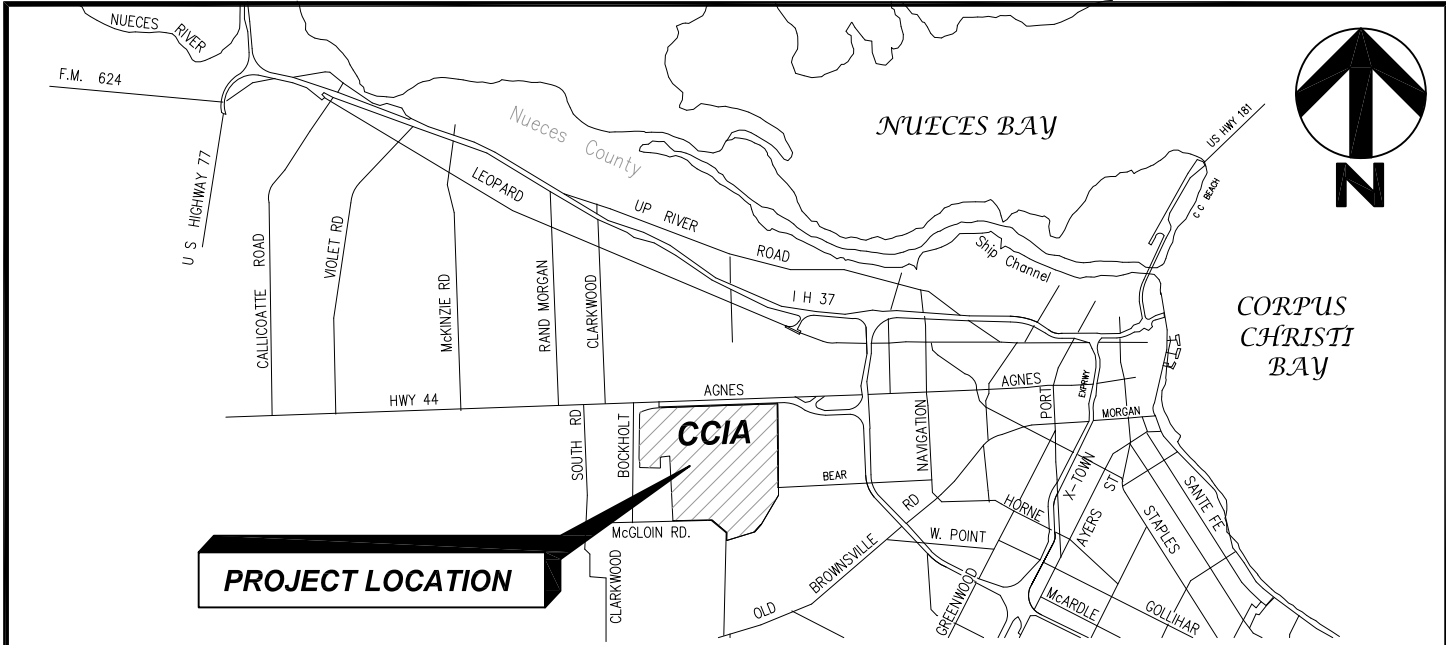 NUECES RIVER
F.M. 624
U S HIGHWAY 77
CALLICOATTE ROAD
VIOLET RD
McKINZIE RD
LEOPARD
Nueces County
UP RIVER ROAD
RAND MORGAN
CLARKWOOD
I H 37
NUECES BAY
US HWY 181
C C BEACH
Ship Channel
N
CORPUS
CHRISTI
BAY
HWY 44
AGNES
AGNES
SOUTH RD
BOCKHOLT
CCIA
BEAR
NAVIGATION
PORT
EXPRWY
MORGAN
X-TOWN
AYERS ST
HORNE
STAPLES
SANTE FE
McGLOIN RD.
CLARKWOOD
PROJECT LOCATION
OLD BROWNSVILLE RD
W. POINT
GREENWOOD
McARDLE
GOLLIHAR